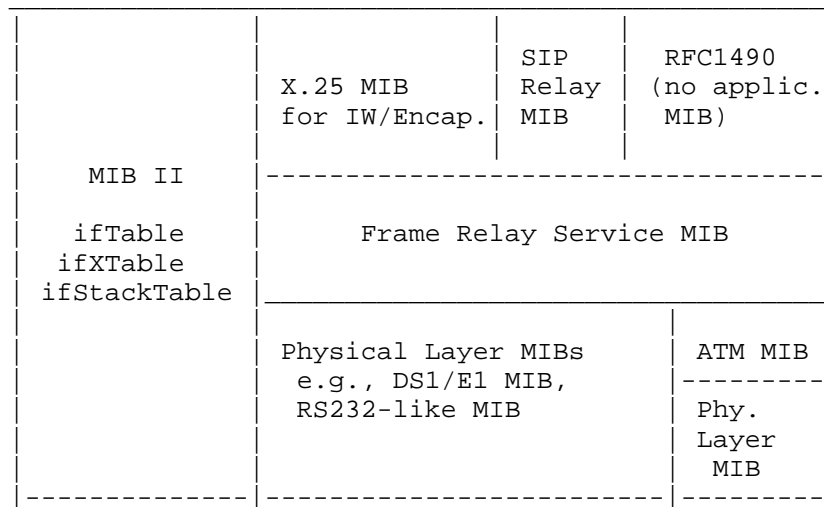 SIP RFC1490
X.25 MIB Relay (no applic.
for IW/Encap. MIB MIB)
MIB II
ifTable Frame Relay Service MIB
ifXTable
ifStackTable
Physical Layer MIBs ATM MIB
e.g., DS1/E1 MIB,
RS232-like MIB Phy.
Layer
MIB